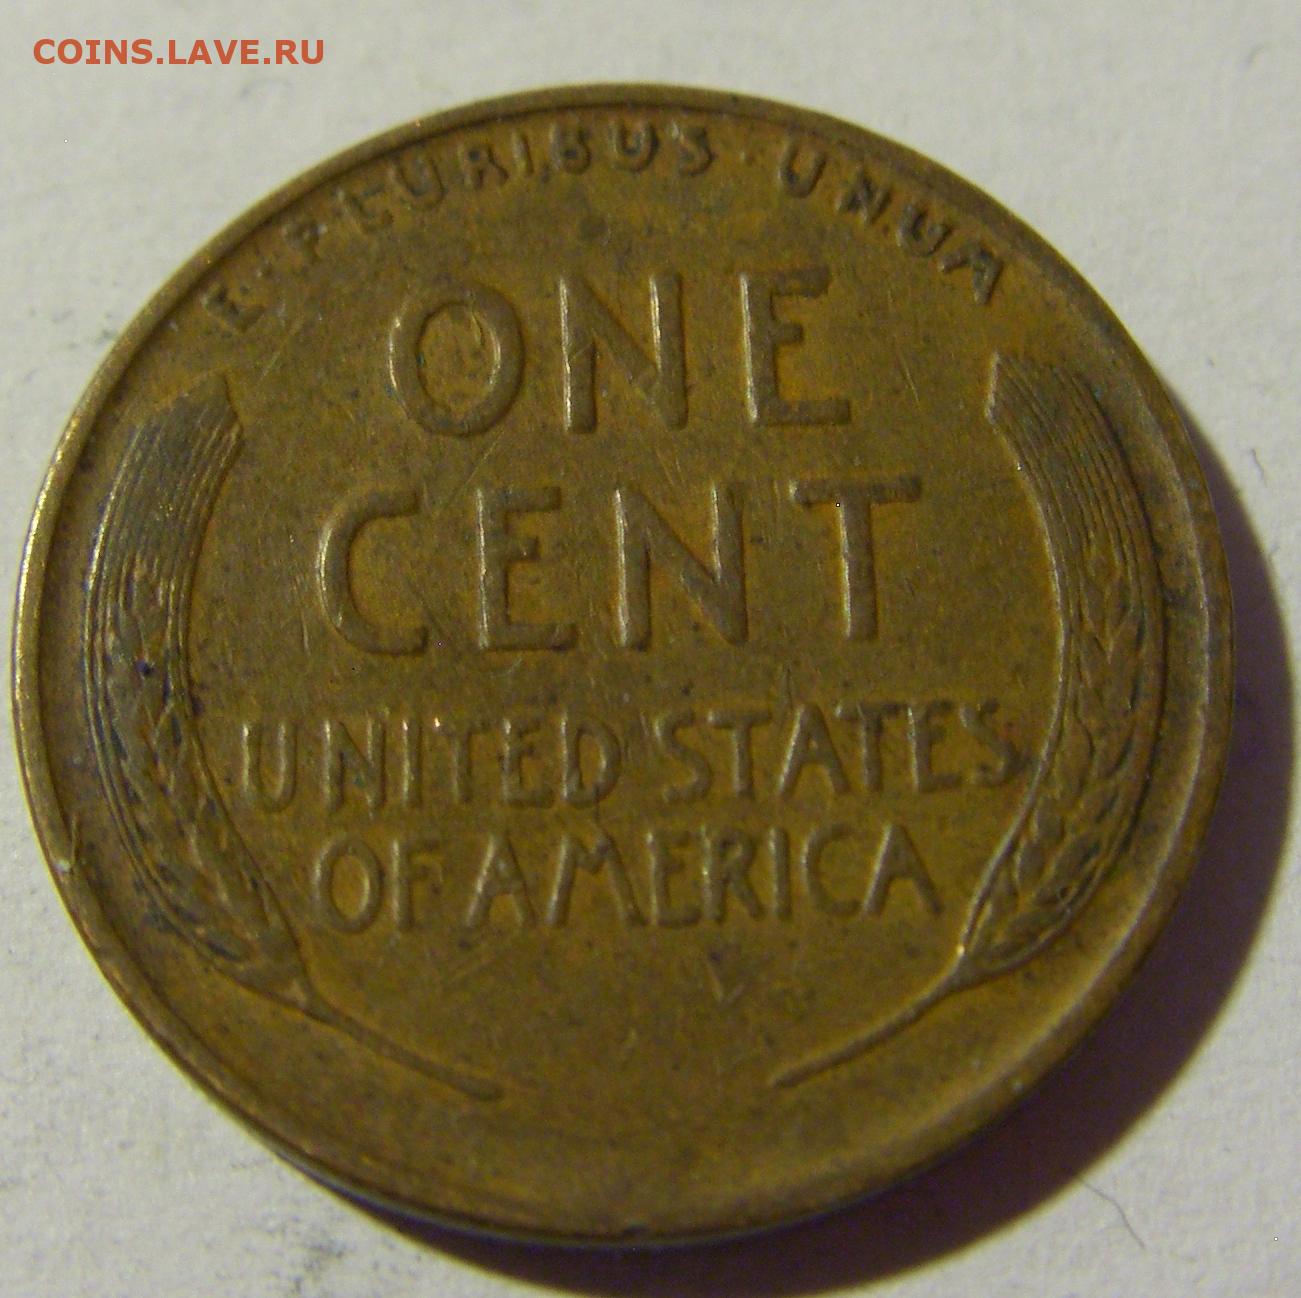 COINS.LAVE.RU
E·PLURIBUS·UNUM
ONE
CENT
UNITED STATES
OF AMERICA